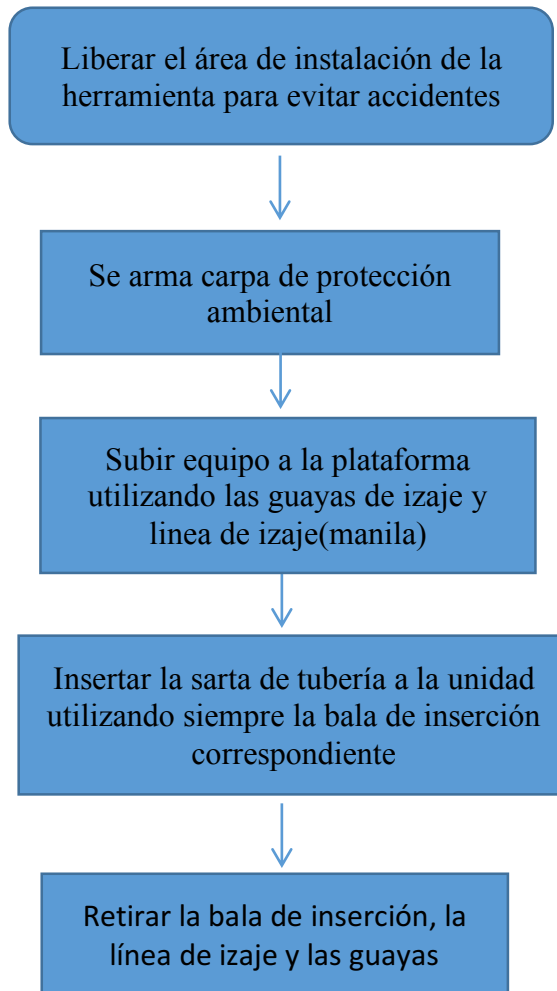 Liberar el área de instalación de la
herramienta para evitar accidentes
Se arma carpa de protección
ambiental
Subir equipo a la plataforma
utilizando las guayas de izaje y
linea de izaje(manila)
Insertar la sarta de tubería a la unidad
utilizando siempre la bala de inserción
correspondiente
Retirar la bala de inserción, la
línea de izaje y las guayas